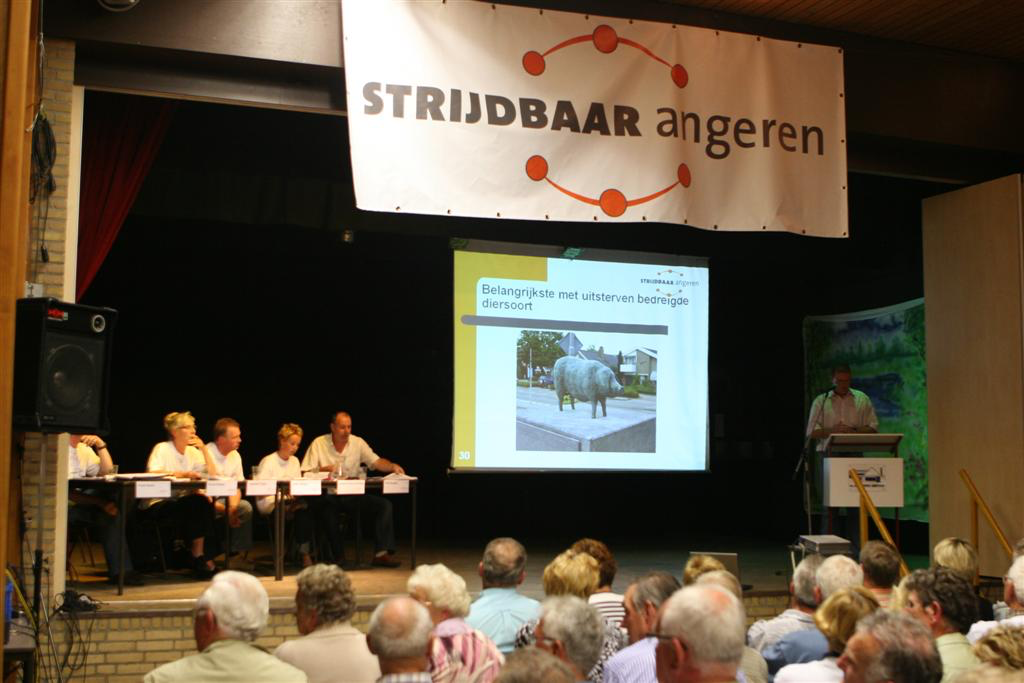 STRIJDBAAR angeren
STRIJDBAAR angeren
Belangrijkste met uitsterven bedreigde
diersoort
30